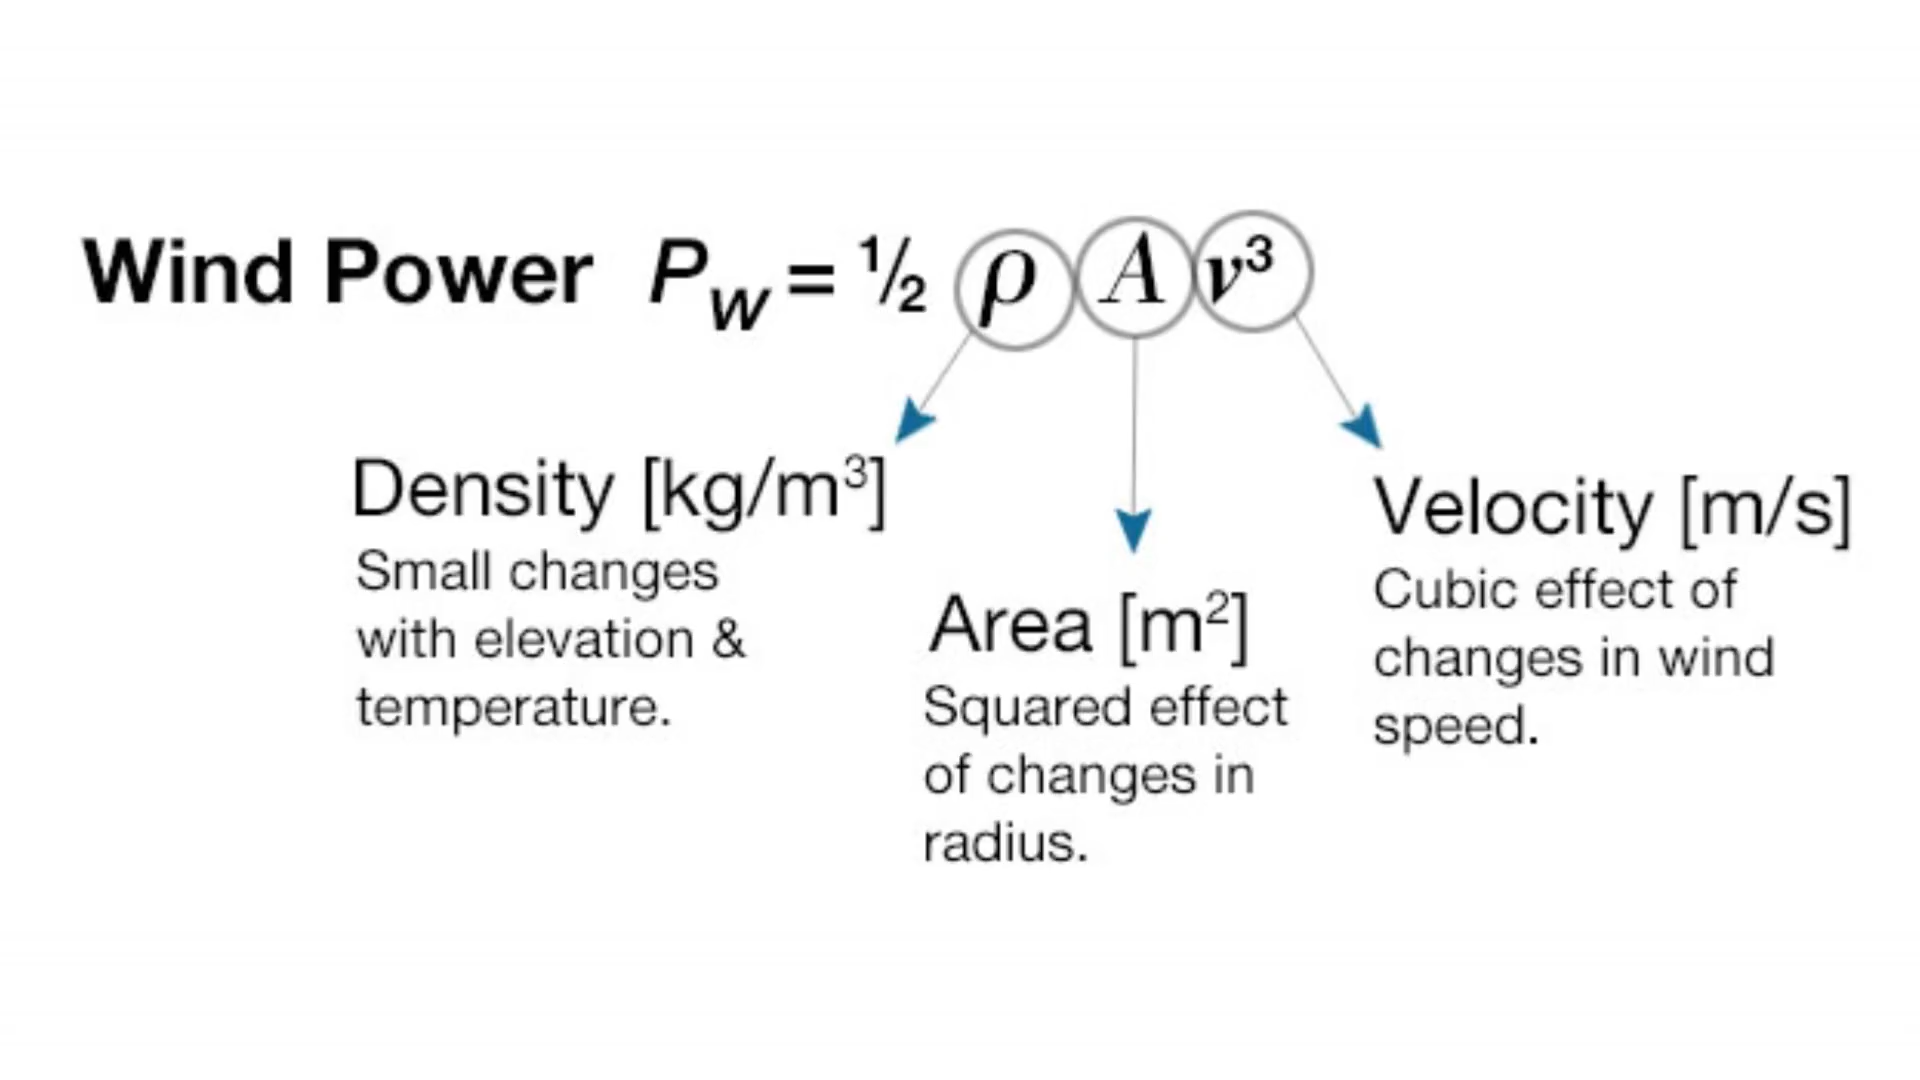 Wind Power P_W = ½ ρ A v³
Density [kg/m³]
Small changes
with elevation &
temperature.
Area [m²]
Squared effect
of changes in
radius.
Velocity [m/s]
Cubic effect of
changes in wind
speed.